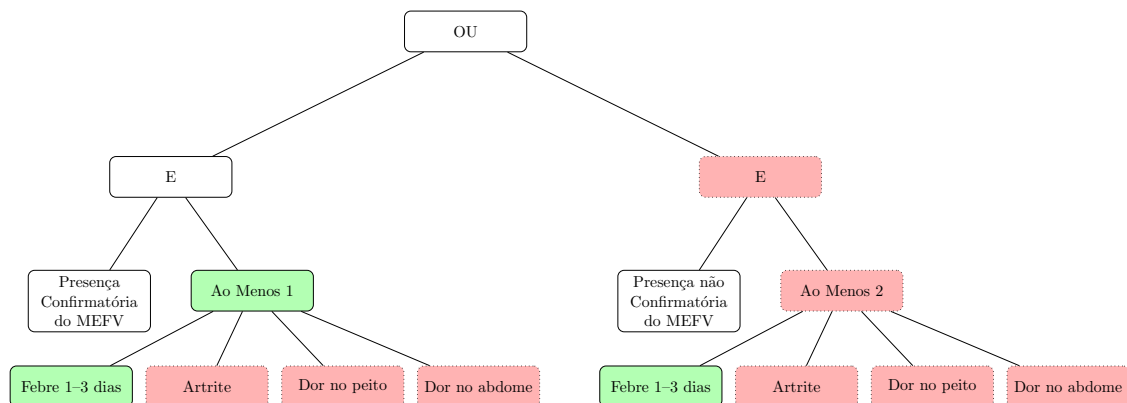 OU
E
E
Presença
Confirmatória
do MEFV
Ao Menos 1
Presença não
Confirmatória
do MEFV
Ao Menos 2
Febre 1–3 dias
Artrite
Dor no peito
Dor no abdome
Febre 1–3 dias
Artrite
Dor no peito
Dor no abdome